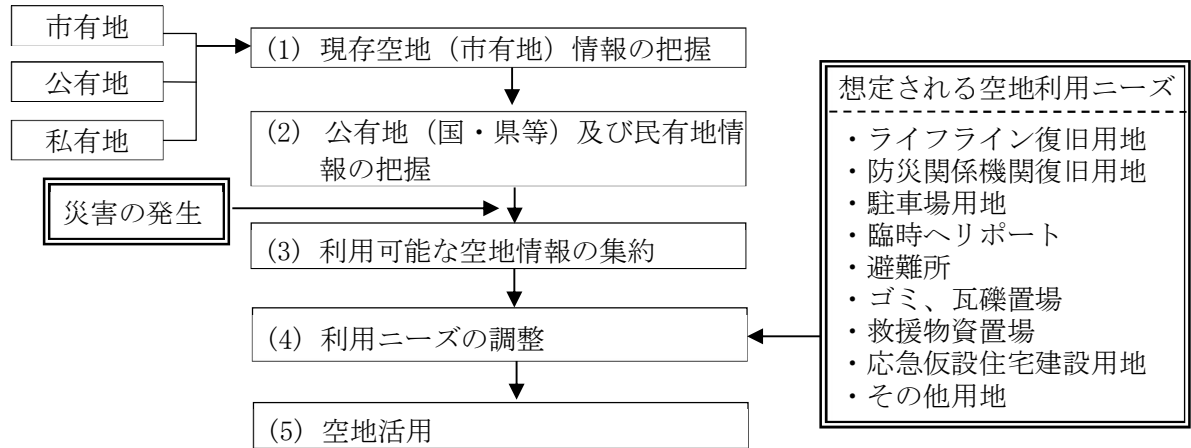 市有地
公有地
私有地
(1) 現存空地（市有地）情報の把握
(2) 公有地（国・県等）及び民有地情
報の把握
災害の発生
(3) 利用可能な空地情報の集約
(4) 利用ニーズの調整
(5) 空地活用
想定される空地利用ニーズ
・ライフライン復旧用地
・防災関係機関復旧用地
・駐車場用地
・臨時ヘリポート
・避難所
・ゴミ、瓦礫置場
・救援物資置場
・応急仮設住宅建設用地
・その他用地